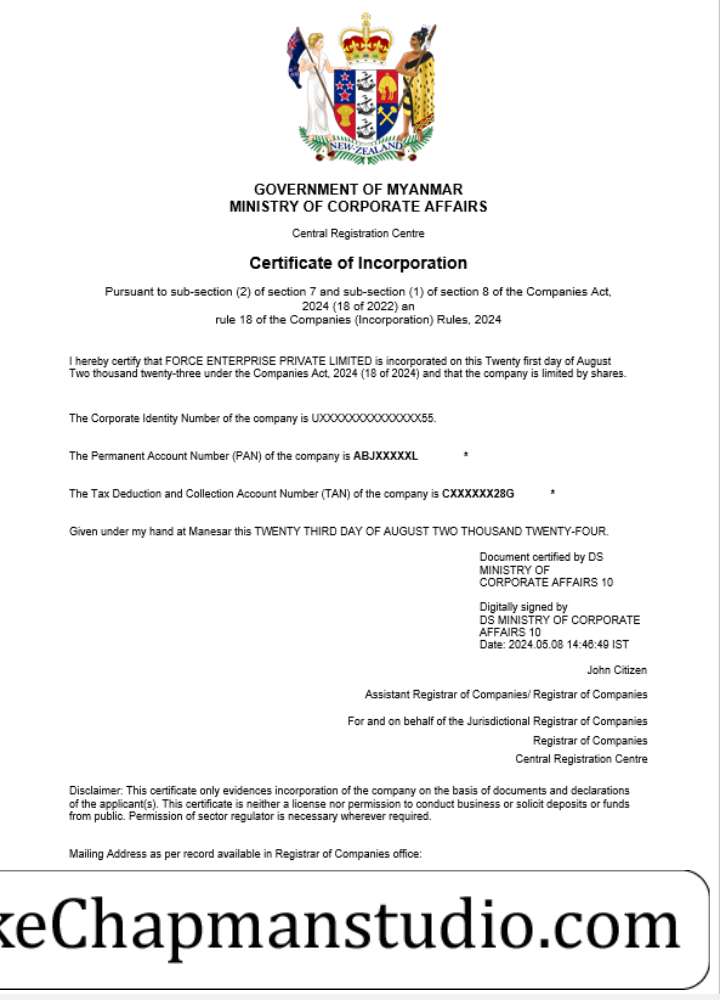 NEW-ZEALAND
GOVERNMENT OF MYANMAR
MINISTRY OF CORPORATE AFFAIRS
Central Registration Centre
Certificate of Incorporation
Pursuant to sub-section (2) of section 7 and sub-section (1) of section 8 of the Companies Act,
2024 (18 of 2022) an
rule 18 of the Companies (Incorporation) Rules, 2024
I hereby certify that FORCE ENTERPRISE PRIVATE LIMITED is incorporated on this Twenty first day of August
Two thousand twenty-three under the Companies Act, 2024 (18 of 2024) and that the company is limited by shares.
The Corporate Identity Number of the company is UXXXXXXXXXXXXXX55.
The Permanent Account Number (PAN) of the company is ABJXXXXXL *
The Tax Deduction and Collection Account Number (TAN) of the company is CXXXXXX28G *
Given under my hand at Manesar this TWENTY THIRD DAY OF AUGUST TWO THOUSAND TWENTY-FOUR.
Document certified by DS
MINISTRY OF
CORPORATE AFFAIRS 10
Digitally signed by
DS MINISTRY OF CORPORATE
AFFAIRS 10
Date: 2024.05.08 14:46:49 IST
John Citizen
Assistant Registrar of Companies/ Registrar of Companies
For and on behalf of the Jurisdictional Registrar of Companies
Registrar of Companies
Central Registration Centre
Disclaimer: This certificate only evidences incorporation of the company on the basis of documents and declarations
of the applicant(s). This certificate is neither a license nor permission to conduct business or solicit deposits or funds
from public. Permission of sector regulator is necessary wherever required.
Mailing Address as per record available in Registrar of Companies office:
keChapmanstudio.com